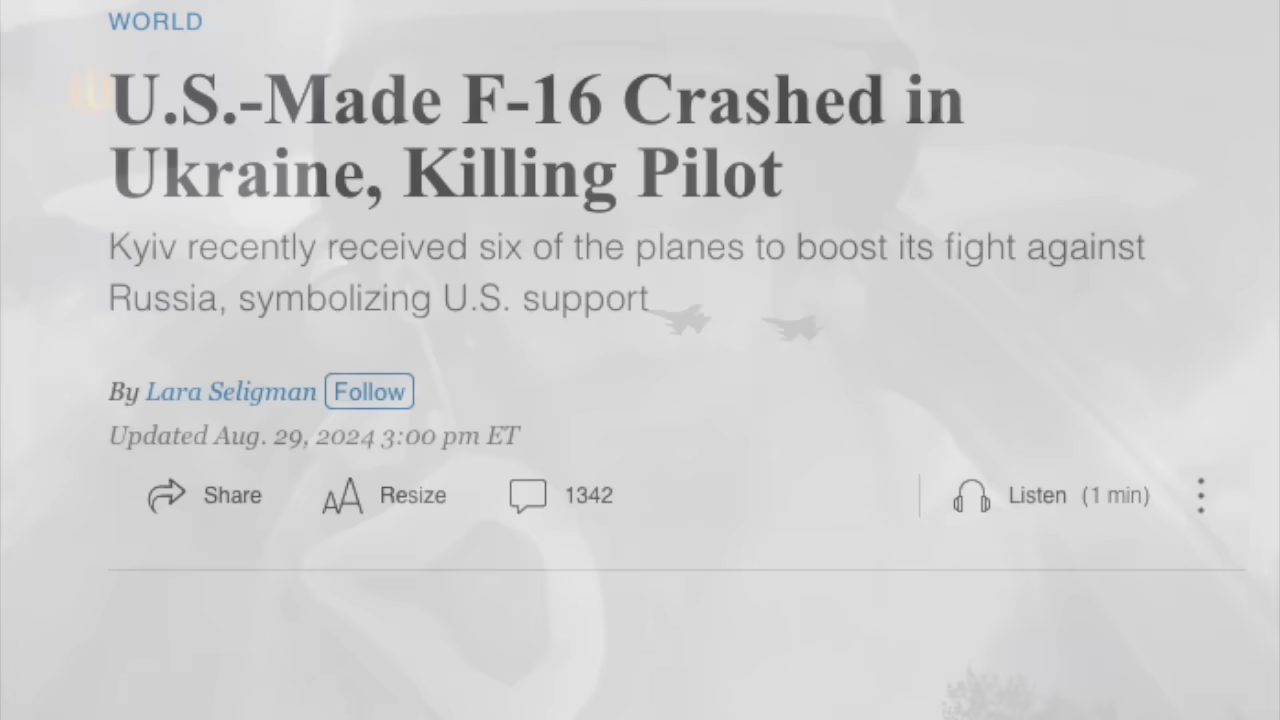 WORLD
U.S.-Made F-16 Crashed in
Ukraine, Killing Pilot
Kyiv recently received six of the planes to boost its fight against
Russia, symbolizing U.S. support
By Lara Seligman Follow
Updated Aug. 29, 2024 3:00 pm ET
Share AA Resize 1342 Listen (1 min)